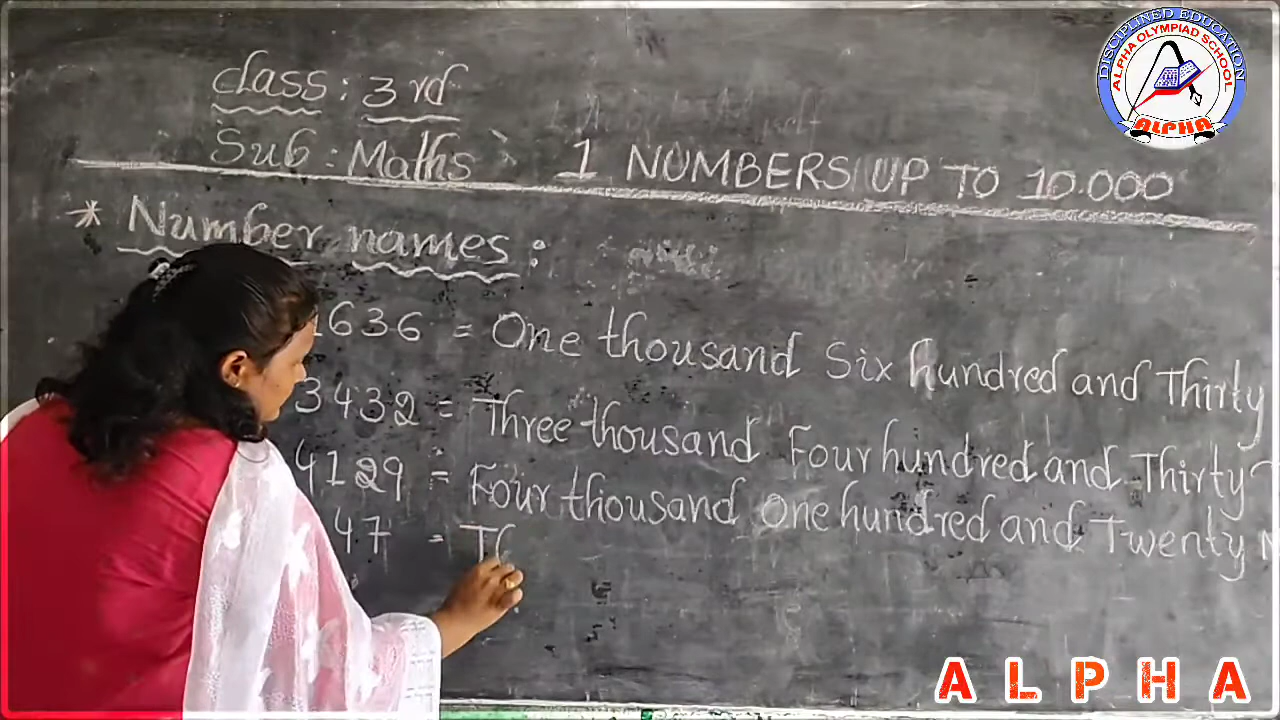 class : 3rd
Sub : Maths
1 NUMBERS UP TO 10.000
* Number names :
1636 = One thousand Six hundred and Thirty
3432 = Three thousand Four hundred and Thirty
4129 = Four thousand One hundred and Twenty
47 =
DISCIPLINED EDUCATION
ALPHA OLYMPIAD SCHOOL
ALPHA
ALPHA